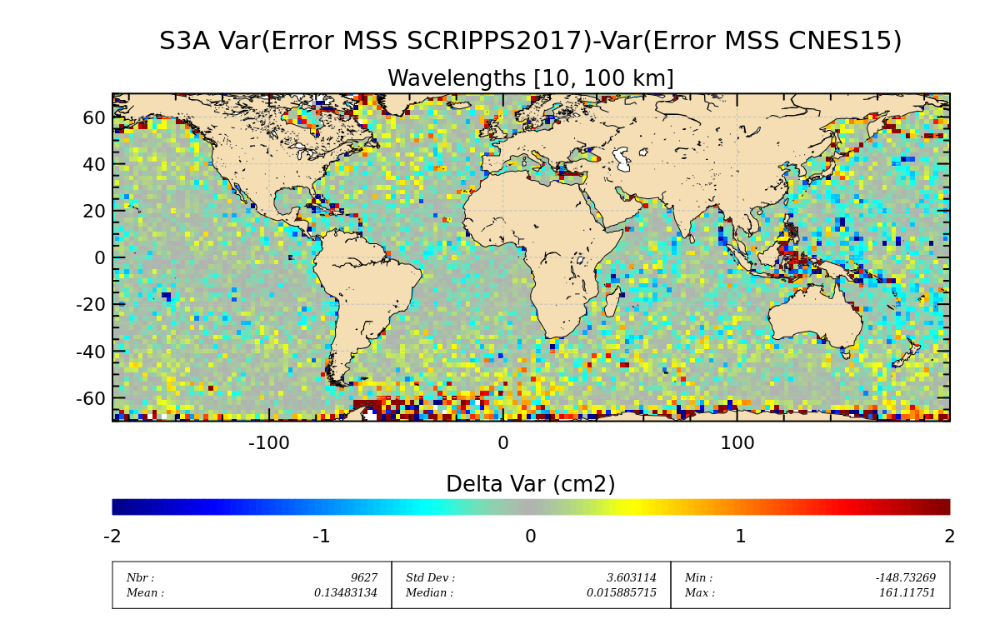 S3A Var(Error MSS SCRIPPS2017)-Var(Error MSS CNES15)
Wavelengths [10, 100 km]
60
40
20
0
-20
-40
-60
-100 0 100
Delta Var (cm2)
-2 -1 0 1 2
Nbr : 9627 Std Dev : 3.603114 Min : -148.73269
Mean : 0.13483134 Median : 0.015885715 Max : 161.11751